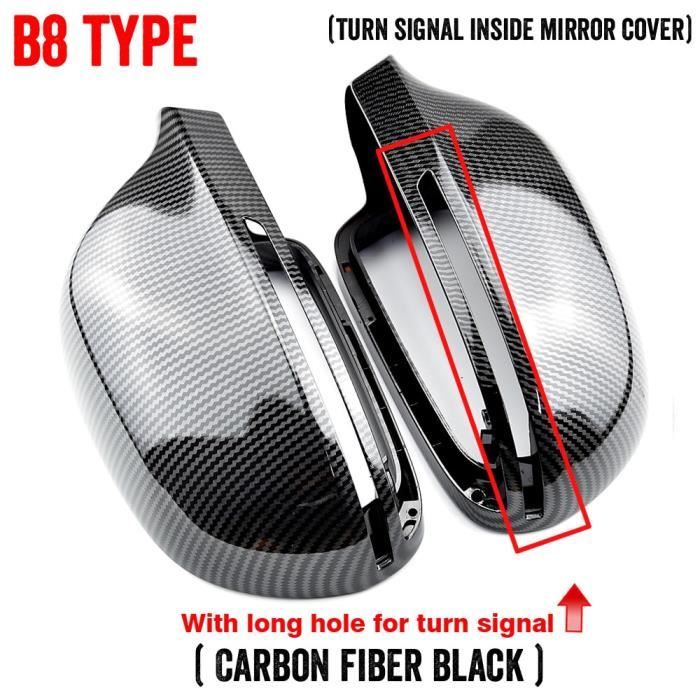 B8 TYPE
(TURN SIGNAL INSIDE MIRROR COVER)
With long hole for turn signal
( CARBON FIBER BLACK )